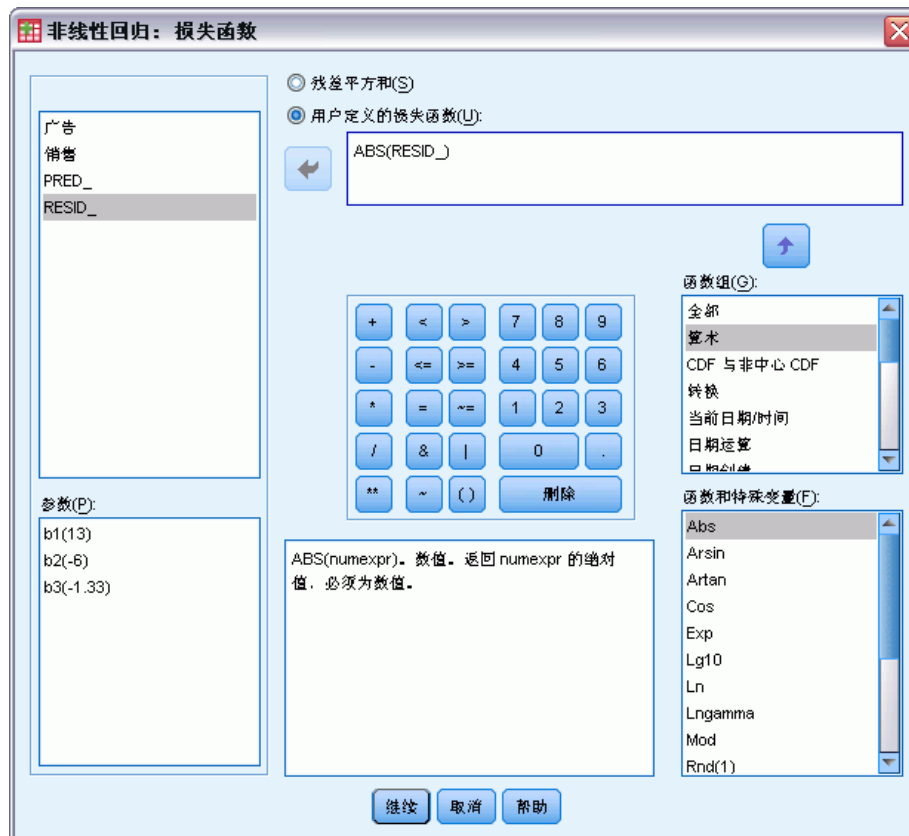 非线性回归：损失函数
残差平方和(S)
用户定义的损失函数(U):
ABS(RESID_)
广告
销售
PRED_
RESID_
参数(P):
b1(13)
b2(-6)
b3(-1.33)
+ < > 7 8 9
- <= >= 4 5 6
* = ~= 1 2 3
/ & | 0 .
** ~ ( ) 删除
ABS(numexpr)。数值。返回 numexpr 的绝对
值，必须为数值。
函数组(G):
全部
算术
CDF 与非中心 CDF
转换
当前日期/时间
日期运算
日期创建
函数和特殊变量(F):
Abs
Arsin
Artan
Cos
Exp
Lg10
Ln
Lngamma
Mod
Rnd(1)
继续 取消 帮助